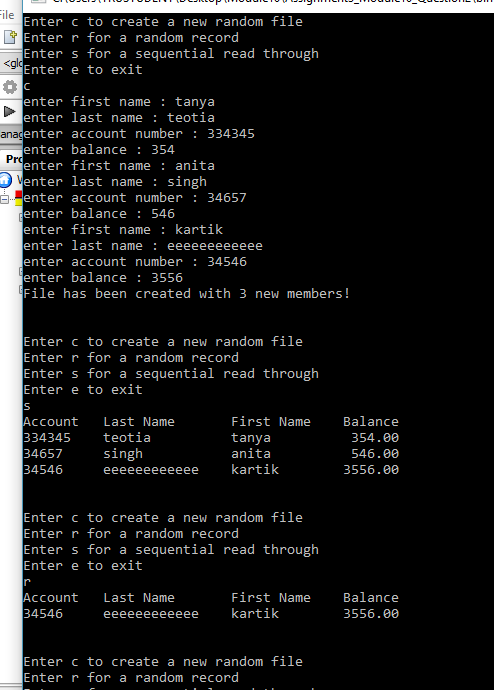 C:\Users\TRSTUDENT\Desktop\Module10\Assignments_Module10_Question2\bin
File
Enter c to create a new random file
Enter r for a random record
Enter s for a sequential read through
Enter e to exit
<glo
c
enter first name : tanya
enter last name : teotia
enter account number : 334345
anag
enter balance : 354
enter first name : anita
Pro
enter last name : singh
enter account number : 34657
enter balance : 546
enter first name : kartik
enter last name : eeeeeeeeeeee
enter account number : 34546
enter balance : 3556
File has been created with 3 new members!
Enter c to create a new random file
Enter r for a random record
Enter s for a sequential read through
Enter e to exit
s
Account Last Name First Name Balance
334345 teotia tanya 354.00
34657 singh anita 546.00
34546 eeeeeeeeeeee kartik 3556.00
Enter c to create a new random file
Enter r for a random record
Enter s for a sequential read through
Enter e to exit
r
Account Last Name First Name Balance
34546 eeeeeeeeeeee kartik 3556.00
Enter c to create a new random file
Enter r for a random record